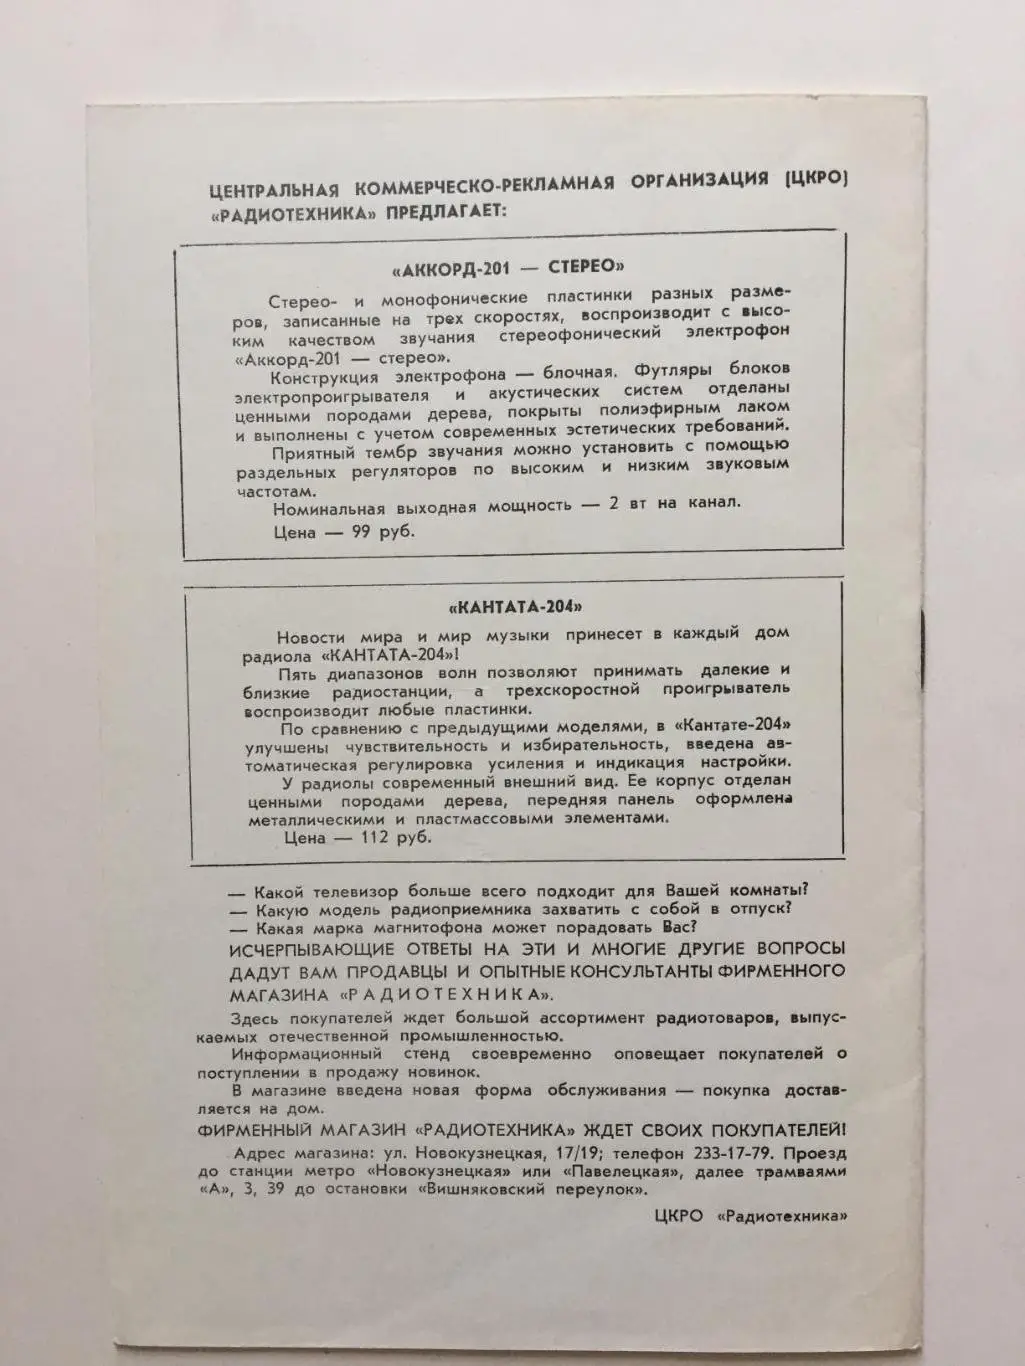 ЦЕНТРАЛЬНАЯ КОММЕРЧЕСКО-РЕКЛАМНАЯ ОРГАНИЗАЦИЯ (ЦКРО)
«РАДИОТЕХНИКА» ПРЕДЛАГАЕТ:
«АККОРД-201 — СТЕРЕО»
Стерео- и монофонические пластинки разных разме-
ров, записанные на трех скоростях, воспроизводит с высо-
ким качеством звучания стереофонический электрофон
«Аккорд-201 — стерео».
Конструкция электрофона — блочная. Футляры блоков
электропроигрывателя и акустических систем отделаны
ценными породами дерева, покрыты полиэфирным лаком
и выполнены с учетом современных эстетических требований.
Приятный тембр звучания можно установить с помощью
раздельных регуляторов по высоким и низким звуковым
частотам.
Номинальная выходная мощность — 2 вт на канал.
Цена — 99 руб.
«КАНТАТА-204»
Новости мира и мир музыки принесет в каждый дом
радиола «КАНТАТА-204»!
Пять диапазонов волн позволяют принимать далекие и
близкие радиостанции, а трехскоростной проигрыватель
воспроизводит любые пластинки.
По сравнению с предыдущими моделями, в «Кантате-204»
улучшены чувствительность и избирательность, введена ав-
томатическая регулировка усиления и индикация настройки.
У радиолы современный внешний вид. Ее корпус отделан
ценными породами дерева, передняя панель оформлена
металлическими и пластмассовыми элементами.
Цена — 112 руб.
— Какой телевизор больше всего подходит для Вашей комнаты?
— Какую модель радиоприемника захватить с собой в отпуск?
— Какая марка магнитофона может порадовать Вас?
ИСЧЕРПЫВАЮЩИЕ ОТВЕТЫ НА ЭТИ И МНОГИЕ ДРУГИЕ ВОПРОСЫ
ДАДУТ ВАМ ПРОДАВЦЫ И ОПЫТНЫЕ КОНСУЛЬТАНТЫ ФИРМЕННОГО
МАГАЗИНА «РАДИОТЕХНИКА».
Здесь покупателей ждет большой ассортимент радиотоваров, выпус-
каемых отечественной промышленностью.
Информационный стенд своевременно оповещает покупателей о
поступлении в продажу новинок.
В магазине введена новая форма обслуживания — покупка достав-
ляется на дом.
ФИРМЕННЫЙ МАГАЗИН «РАДИОТЕХНИКА» ЖДЕТ СВОИХ ПОКУПАТЕЛЕЙ!
Адрес магазина: ул. Новокузнецкая, 17/19; телефон 233-17-79. Проезд
до станции метро «Новокузнецкая» или «Павелецкая», далее трамваями
«А», 3, 39 до остановки «Вишняковский переулок».
ЦКРО «Радиотехника»